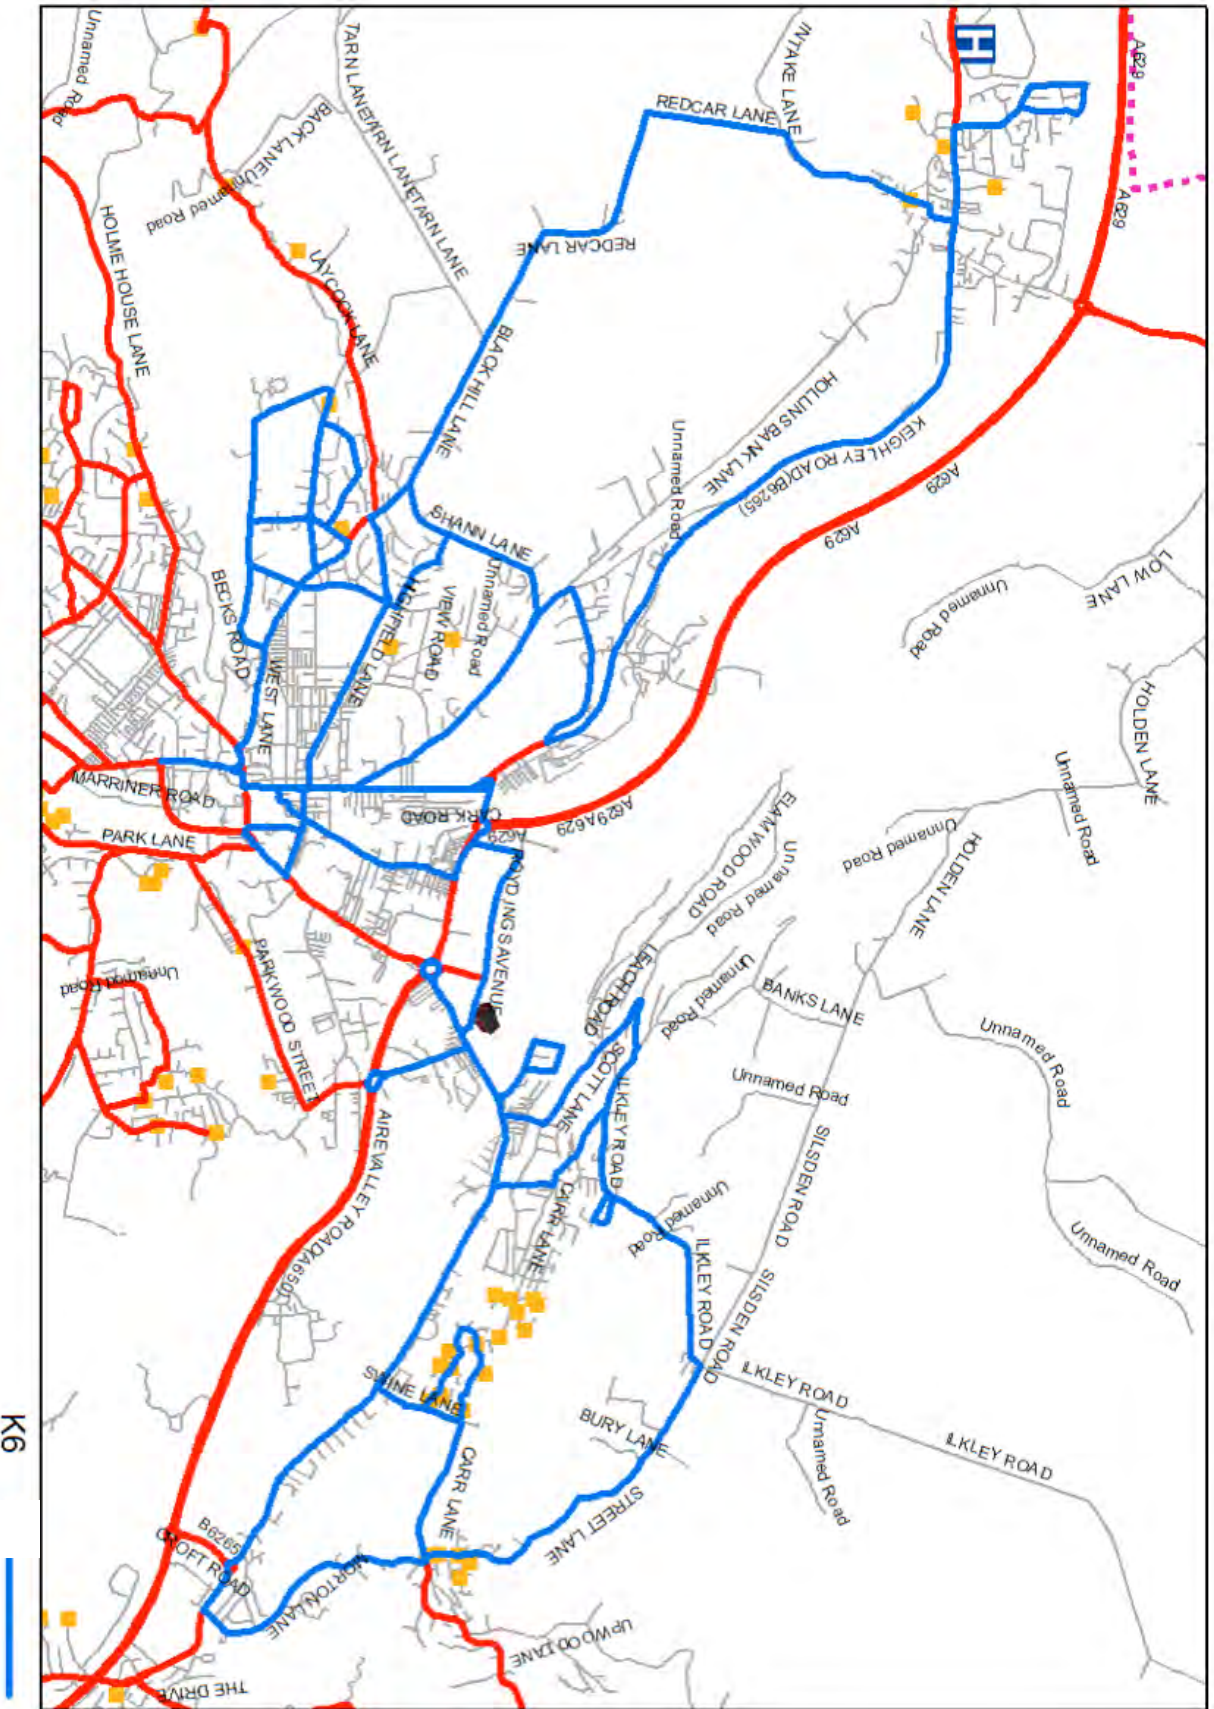 Unnamed Road
TARN LANE
TARN LANE
TARN LANE
TARN LANE
BACK LANE
Unnamed Road
HOLME HOUSE LANE
LAYCOCK LANE
INTAKE LANE
REDCAR LANE
REDCAR LANE
H
A629
A629
BLACK HILL LANE
HOLLINS BANK LANE
KEIGHLEY ROAD(B6265)
A629
A629
Unnamed Road
SHANN LANE
Unnamed Road
VIEW ROAD
HIGHFIELD LANE
BECKS ROAD
WEST LANE
LOW LANE
Unnamed Road
HOLDEN LANE
Unnamed Road
Unnamed Road
HOLDEN LANE
MARRINER ROAD
PARK LANE
CARK ROAD
A629
A629
A629
ROYDINGS AVENUE
ELAMWOOD ROAD
Unnamed Road
LEACH ROAD
Unnamed Road
BANKS LANE
Unnamed Road
Unnamed Road
PARKWOOD STREET
SCOTT LANE
ILKLEY ROAD
Unnamed Road
SILSDEN ROAD
Unnamed Road
AIREVALLEY ROAD(A650)
CARR LANE
Unnamed Road
ILKLEY ROAD
SILSDEN ROAD
ILKLEY ROAD
ILKLEY ROAD
Unnamed Road
SWINE LANE
BURY LANE
CARR LANE
STREET LANE
B6265
CROFT ROAD
MORTON LANE
UPWOOD LANE
THE DRIVE
K6